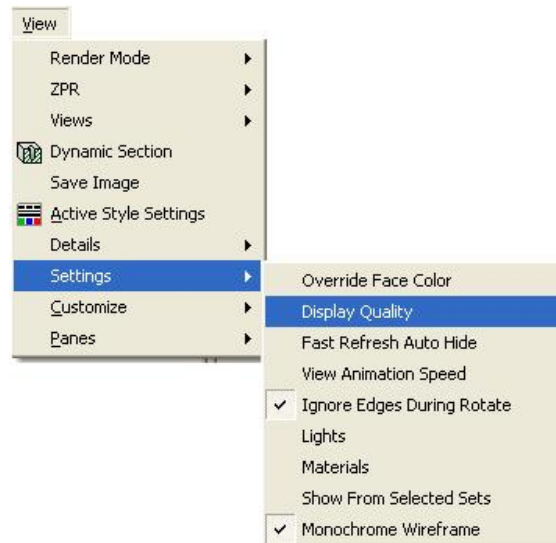 View
Render Mode
ZPR
Views
Dynamic Section
Save Image
Active Style Settings
Details
Settings
Customize
Panes
Override Face Color
Display Quality
Fast Refresh Auto Hide
View Animation Speed
Ignore Edges During Rotate
Lights
Materials
Show From Selected Sets
Monochrome Wireframe